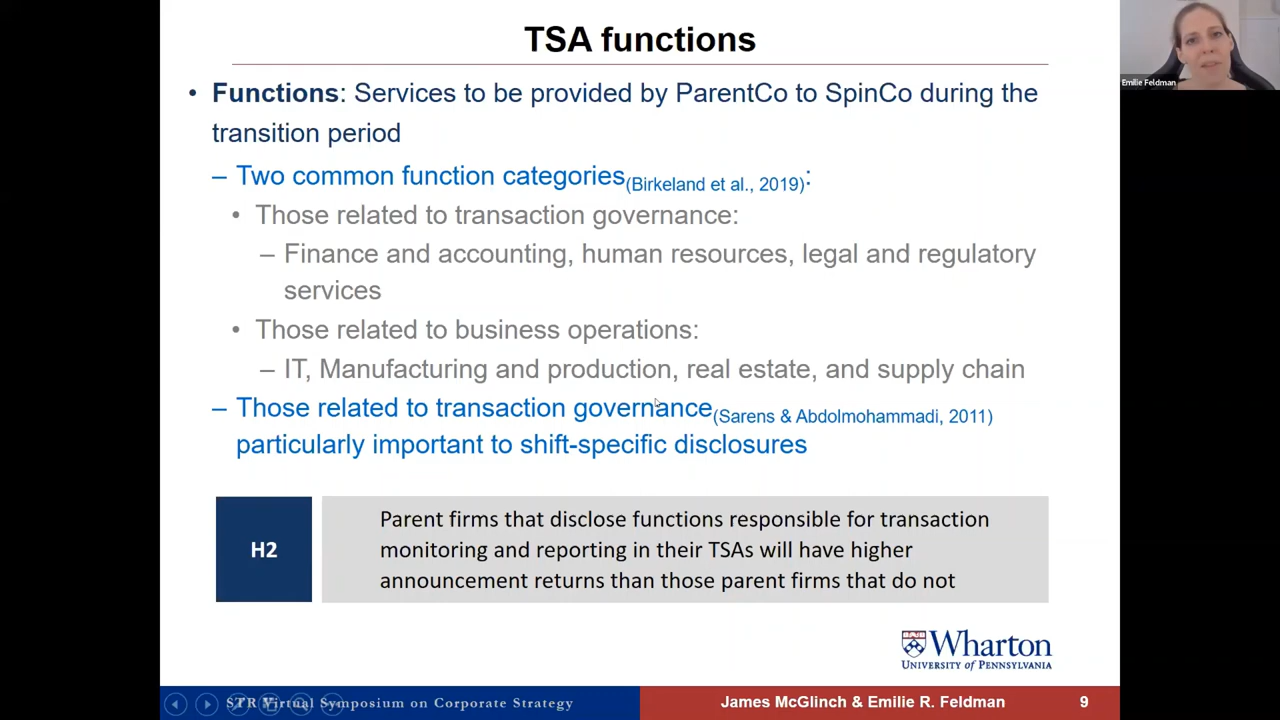 TSA functions
Emilie Feldman
• Functions: Services to be provided by ParentCo to SpinCo during the
transition period
– Two common function categories(Birkeland et al., 2019):
• Those related to transaction governance:
– Finance and accounting, human resources, legal and regulatory
services
• Those related to business operations:
– IT, Manufacturing and production, real estate, and supply chain
– Those related to transaction governance(Sarens & Abdolmohammadi, 2011)
particularly important to shift-specific disclosures
H2
Parent firms that disclose functions responsible for transaction
monitoring and reporting in their TSAs will have higher
announcement returns than those parent firms that do not
Wharton
UNIVERSITY of PENNSYLVANIA
STR Virtual Symposium on Corporate Strategy
James McGlinch & Emilie R. Feldman
9